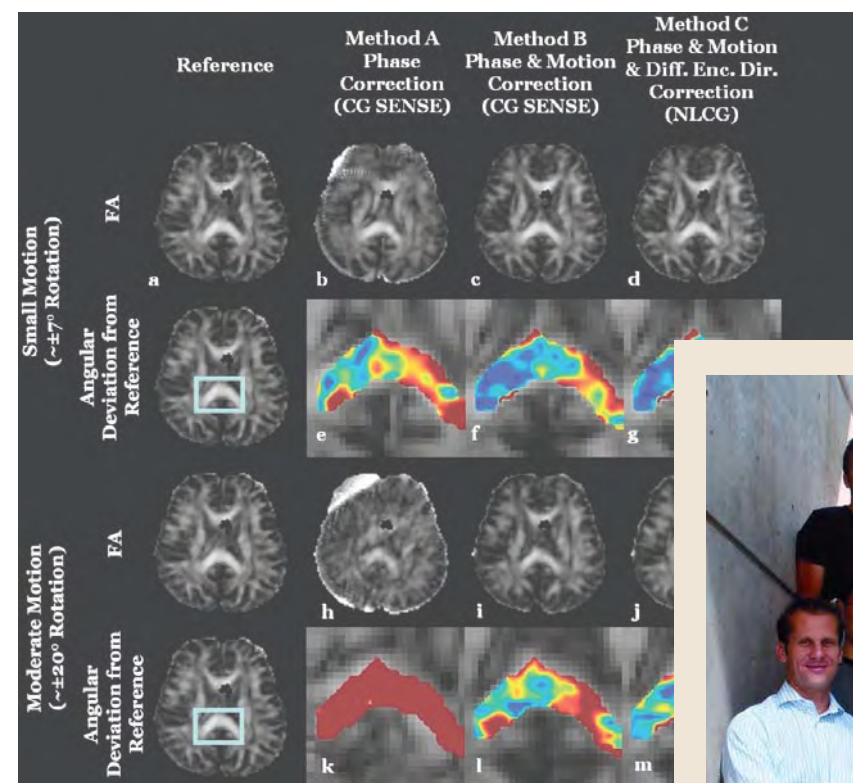 Reference
Method A
Phase
Correction
(CG SENSE)
Method B
Phase & Motion
Correction
(CG SENSE)
Method C
Phase & Motion
& Diff. Enc. Dir.
Correction
(NLCG)
Small Motion
(~±7° Rotation)
FA
a
b
c
d
Angular
Deviation from
Reference
e
f
g
Moderate Motion
(~±20° Rotation)
FA
h
i
j
Angular
Deviation from
Reference
k
l
m